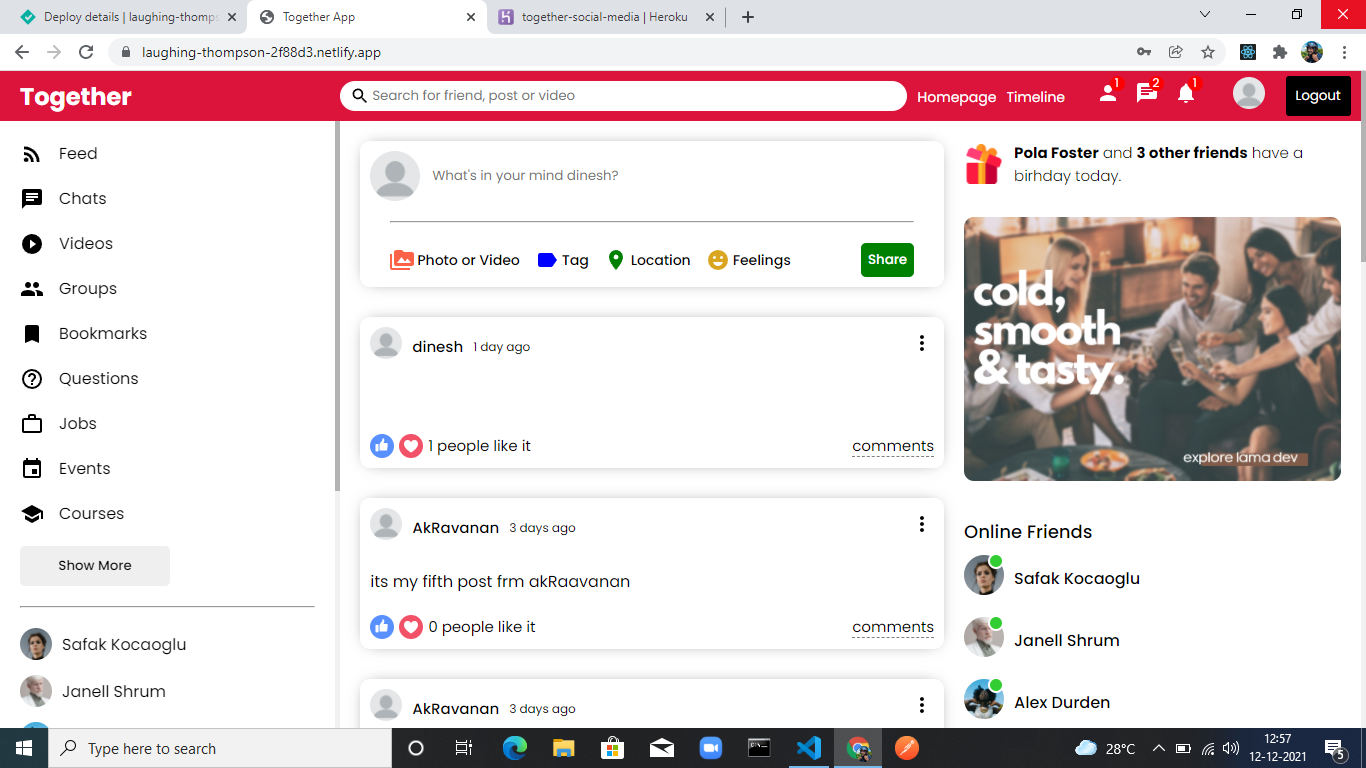 Deploy details | laughing-thomps
Together App
together-social-media | Heroku
laughing-thompson-2f88d3.netlify.app
Together
Search for friend, post or video
Homepage
Timeline
1
2
1
Logout
Feed
Chats
Videos
Groups
Bookmarks
Questions
Jobs
Events
Courses
Show More
Safak Kocaoglu
Janell Shrum
What's in your mind dinesh?
Photo or Video
Tag
Location
Feelings
Share
dinesh 1 day ago
1 people like it
comments
AkRavanan 3 days ago
its my fifth post frm akRaavanan
0 people like it
comments
AkRavanan 3 days ago
Pola Foster and 3 other friends have a
birhday today.
cold,
smooth
& tasty.
explore lama dev
Online Friends
Safak Kocaoglu
Janell Shrum
Alex Durden
Type here to search
28°C
12:57
12-12-2021
5